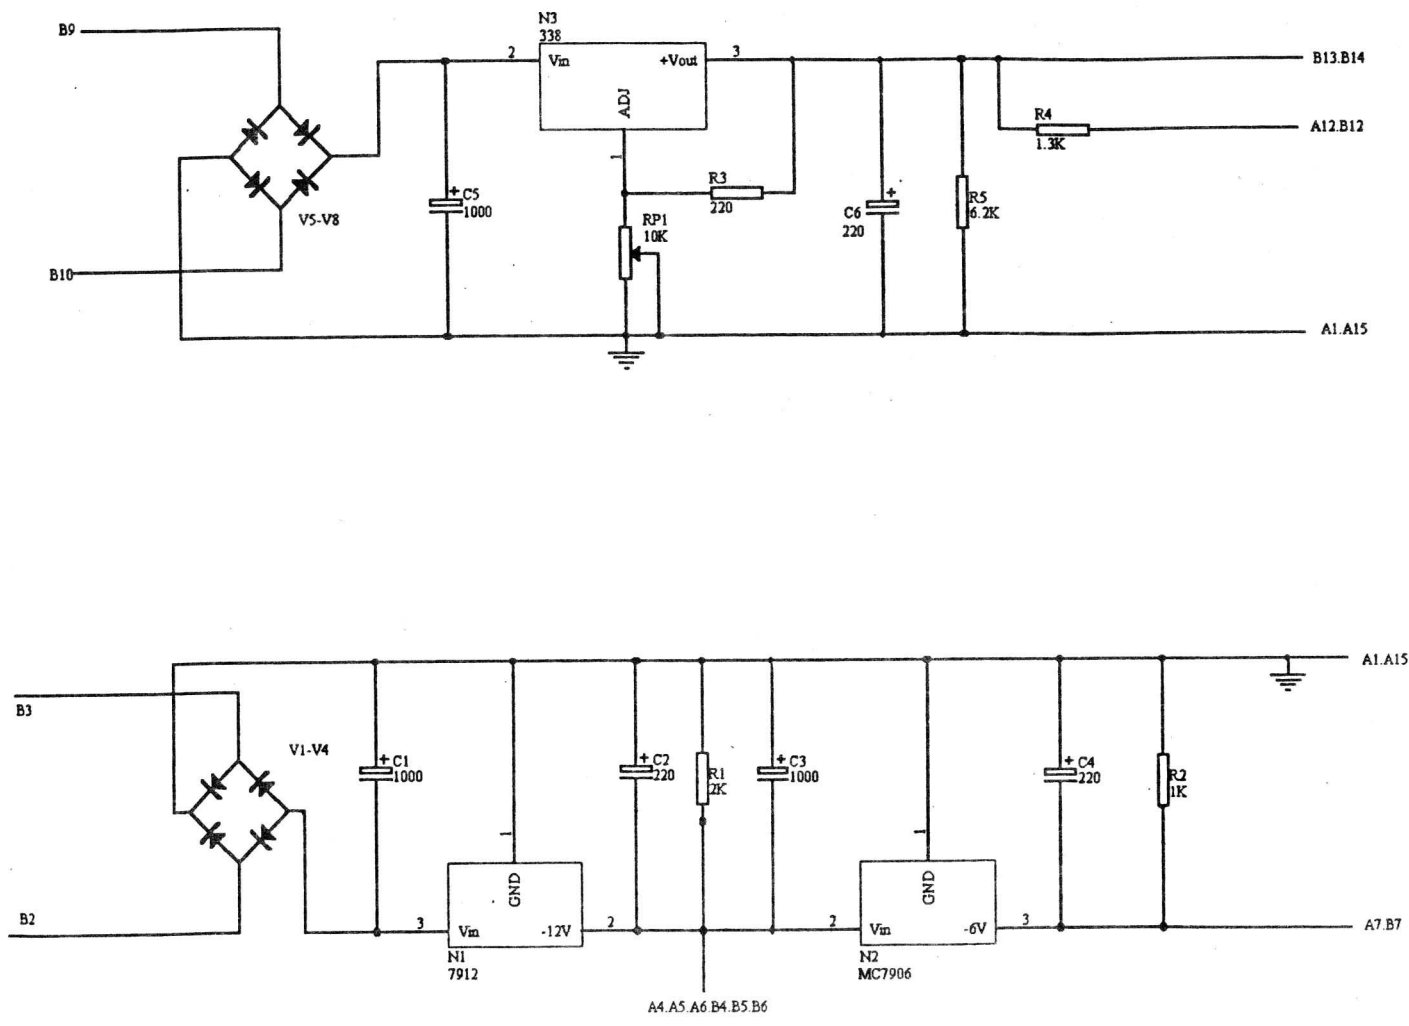 B9
N3
338
2
Vin
+Vout
3
ADJ
1
B13.B14
R4
1.3K
A12.B12
+
C5
1000
R3
220
V5-V8
RP1
10K
+
C6
220
R5
6.2K
B10
A1.A15
A1.A15
B3
V1-V4
+
C1
1000
+
C2
220
R1
2K
+
C3
1000
+
C4
220
R2
1K
1
GND
1
GND
B2
3
Vin
-12V
2
2
Vin
-6V
3
A7.B7
N1
7912
N2
MC7906
A4.A5.A6.B4.B5.B6